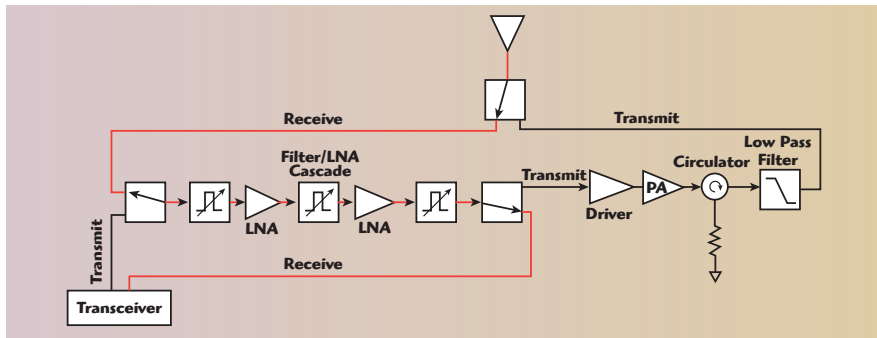 Receive
Transmit
Filter/LNA
Cascade
Low Pass
Filter
Circulator
Transmit
PA
Driver
LNA
LNA
Transmit
Receive
Transceiver